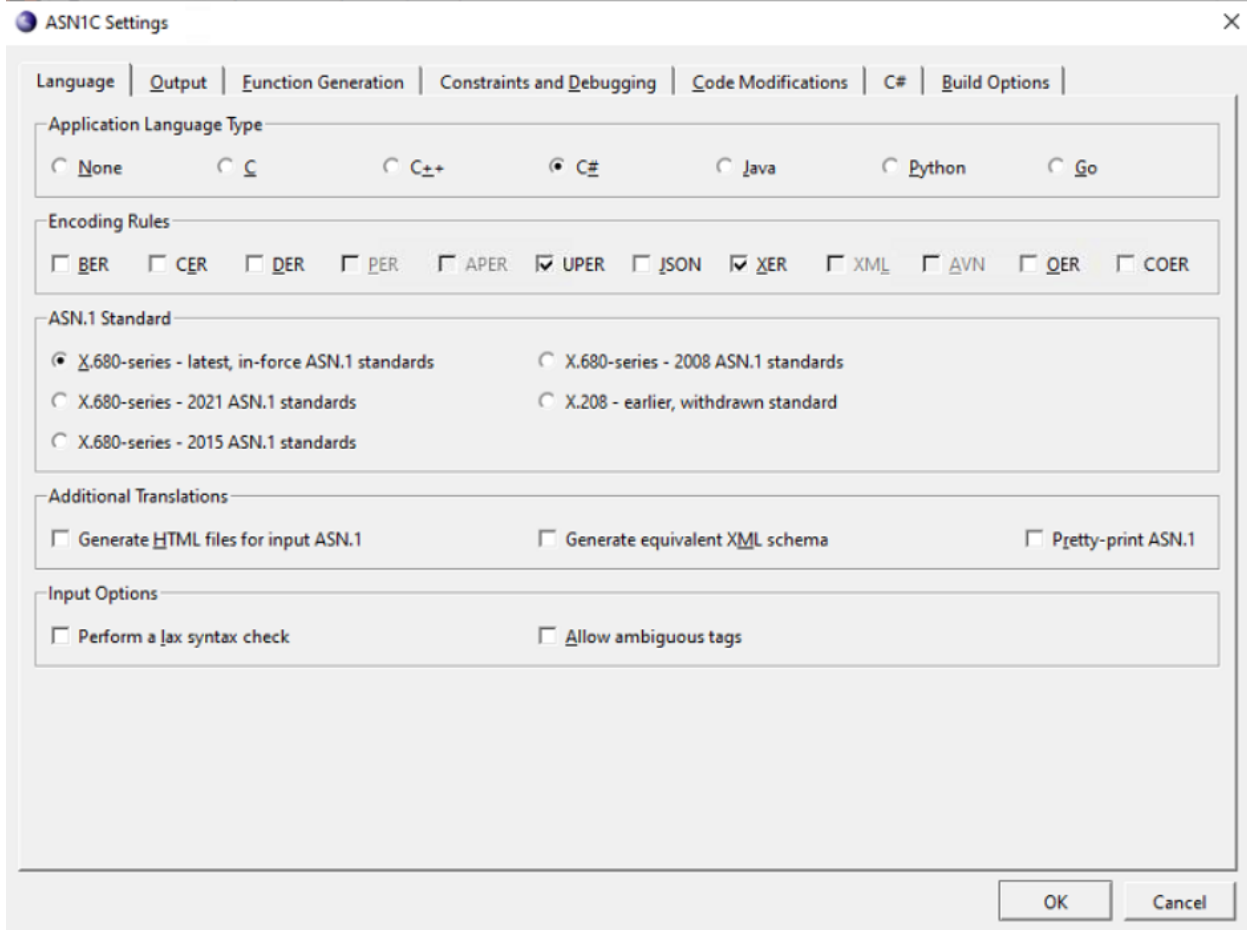 ASN1C Settings
Language Output Function Generation Constraints and Debugging Code Modifications C# Build Options
Application Language Type
None C C++ C# Java Python Go
Encoding Rules
BER CER DER PER APER UPER JSON XER XML AVN OER COER
ASN.1 Standard
X.680-series - latest, in-force ASN.1 standards X.680-series - 2008 ASN.1 standards
X.680-series - 2021 ASN.1 standards X.208 - earlier, withdrawn standard
X.680-series - 2015 ASN.1 standards
Additional Translations
Generate HTML files for input ASN.1 Generate equivalent XML schema Pretty-print ASN.1
Input Options
Perform a lax syntax check Allow ambiguous tags
OK Cancel